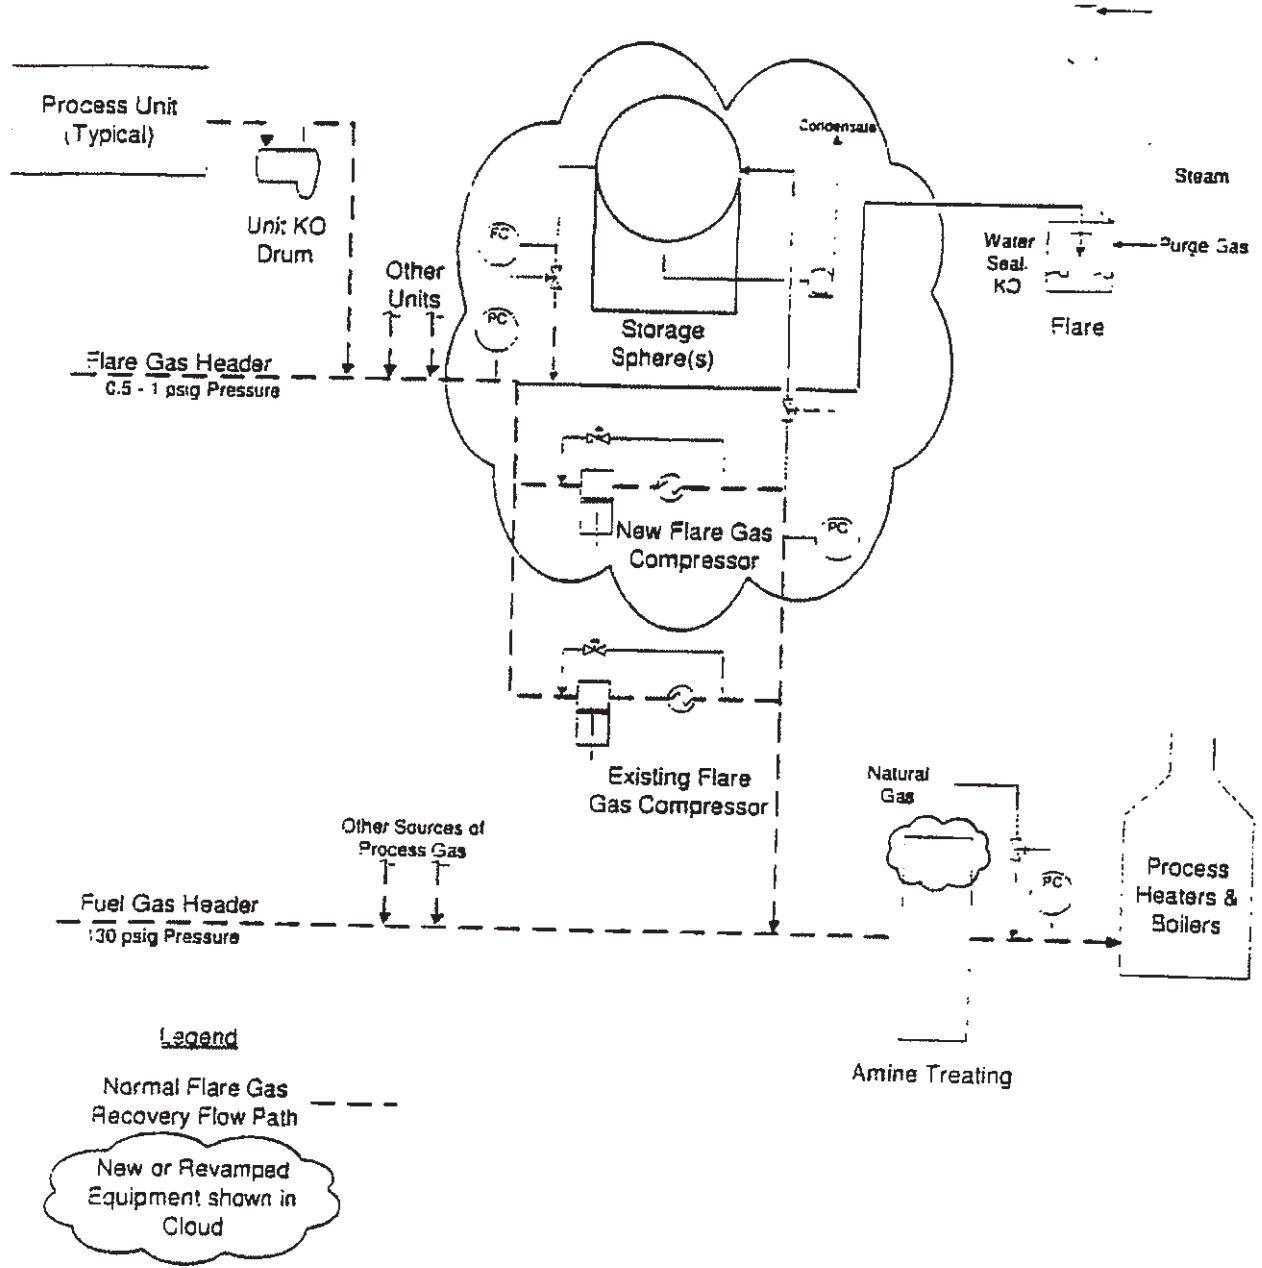 Process Unit
(Typical)
Unit KO
Drum
Other
Units
Flare Gas Header
0.5 - 1 psig Pressure
FC
PC
Storage
Sphere(s)
Condensate
Steam
Water
Seal
KO
Purge Gas
Flare
New Flare Gas
Compressor
PC
Existing Flare
Gas Compressor
Other Sources of
Process Gas
Fuel Gas Header
130 psig Pressure
Natural
Gas
PC
Process
Heaters &
Boilers
Amine Treating
Legend
Normal Flare Gas
Recovery Flow Path
New or Revamped
Equipment shown in
Cloud